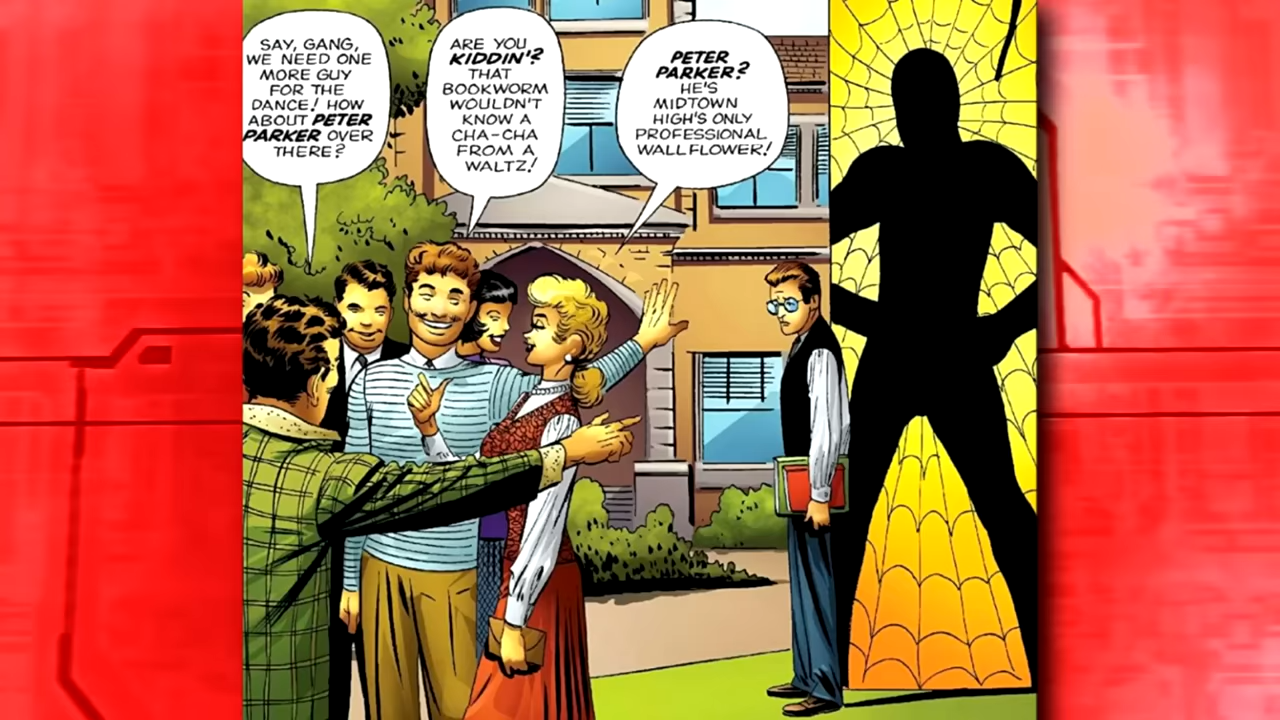 SAY, GANG,
WE NEED ONE
MORE GUY
FOR THE
DANCE! HOW
ABOUT PETER
PARKER OVER
THERE?
ARE YOU
KIDDIN'?
THAT
BOOKWORM
WOULDN'T
KNOW A
CHA-CHA
FROM A
WALTZ!
PETER
PARKER?
HE'S
MIDTOWN
HIGH'S ONLY
PROFESSIONAL
WALLFLOWER!